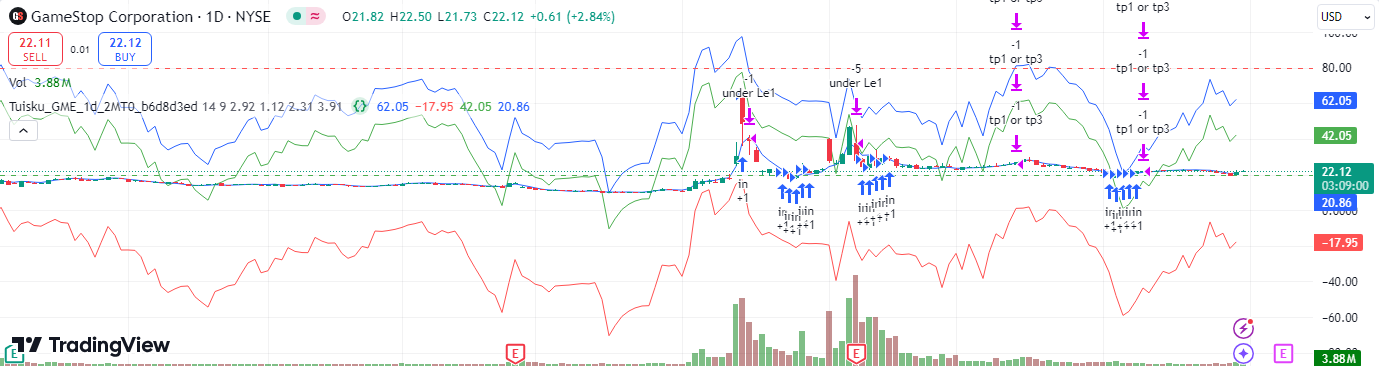 GameStop Corporation · 1D · NYSE O21.82 H22.50 L21.73 C22.12 +0.61 (+2.84%)
22.11 SELL 0.01 22.12 BUY
Vol 3.88M
Tuisku_GME_1d_2MT0_b6d8d3ed 14 9 2.92 1.12 2.31 3.91 62.05 −17.95 42.05 20.86
USD
tp1 or tp3
-1
tp1 or tp3
-1
tp1 or tp3
tp1 or tp3
-1
tp1 or tp3
-1
tp1 or tp3
-1
under Le1
-5
under Le1
in
+1
+1
+1
+1
100.00
80.00
62.05
42.05
22.12
03:09:00
20.86
0.0000
−17.95
−40.00
−60.00
3.88M
E
E
E
E
TradingView